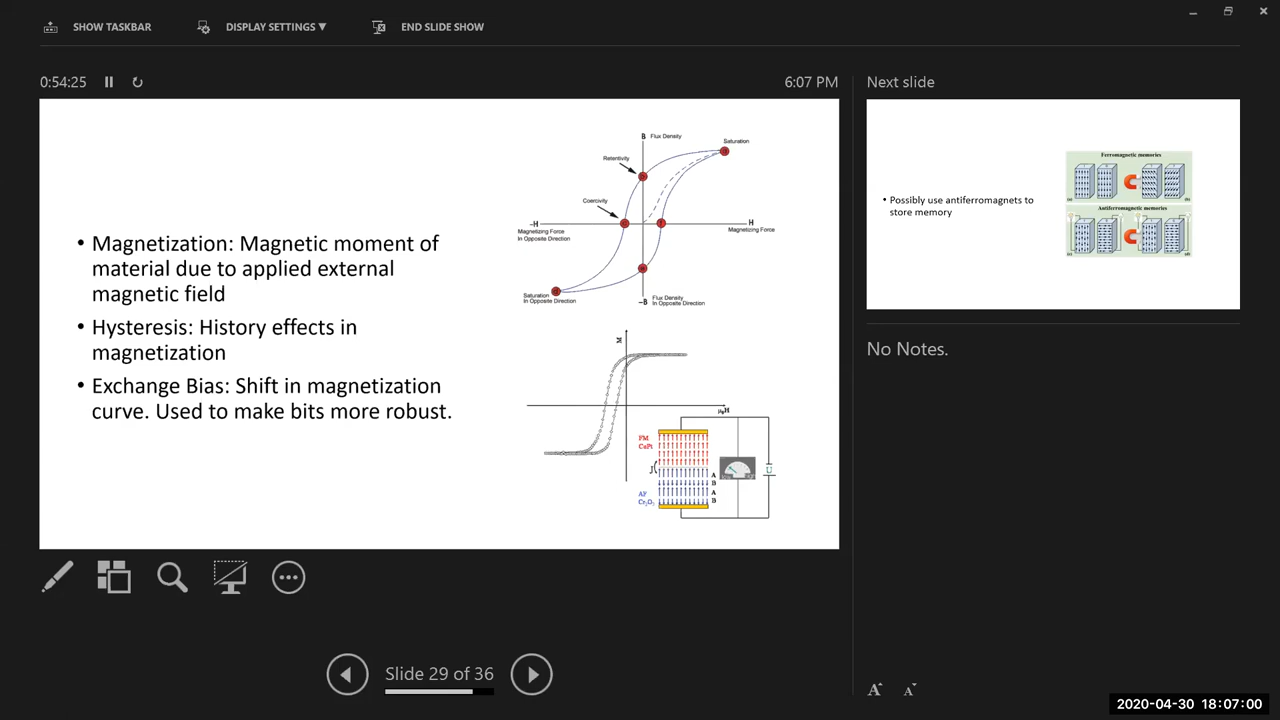 SHOW TASKBAR
DISPLAY SETTINGS ▼
END SLIDE SHOW
0:54:25
6:07 PM
Next slide
• Magnetization: Magnetic moment of
material due to applied external
magnetic field
• Hysteresis: History effects in
magnetization
• Exchange Bias: Shift in magnetization
curve. Used to make bits more robust.
B Flux Density
Saturation
Retentivity
Coercivity
-H
Magnetizing Force
In Opposite Direction
H
Magnetizing Force
Saturation
In Opposite Direction
-B
Flux Density
In Opposite Direction
M
μ₀H
FM
CoPt
J
AF
Cr₂O₃
A
B
A
B
U
• Possibly use antiferromagnets to
store memory
Ferromagnetic memories
(a)
(b)
Antiferromagnetic memories
(c)
(d)
No Notes.
Slide 29 of 36
A A
2020-04-30 18:07:00